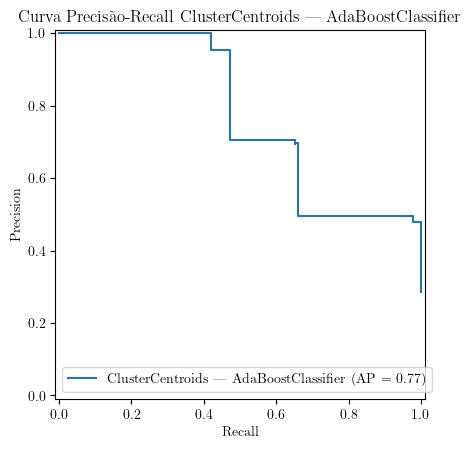 Curva Precisão-Recall ClusterCentroids — AdaBoostClassifier
1.0
0.8
0.6
0.4
0.2
0.0
Precision
ClusterCentroids — AdaBoostClassifier (AP = 0.77)
0.0 0.2 0.4 0.6 0.8 1.0
Recall